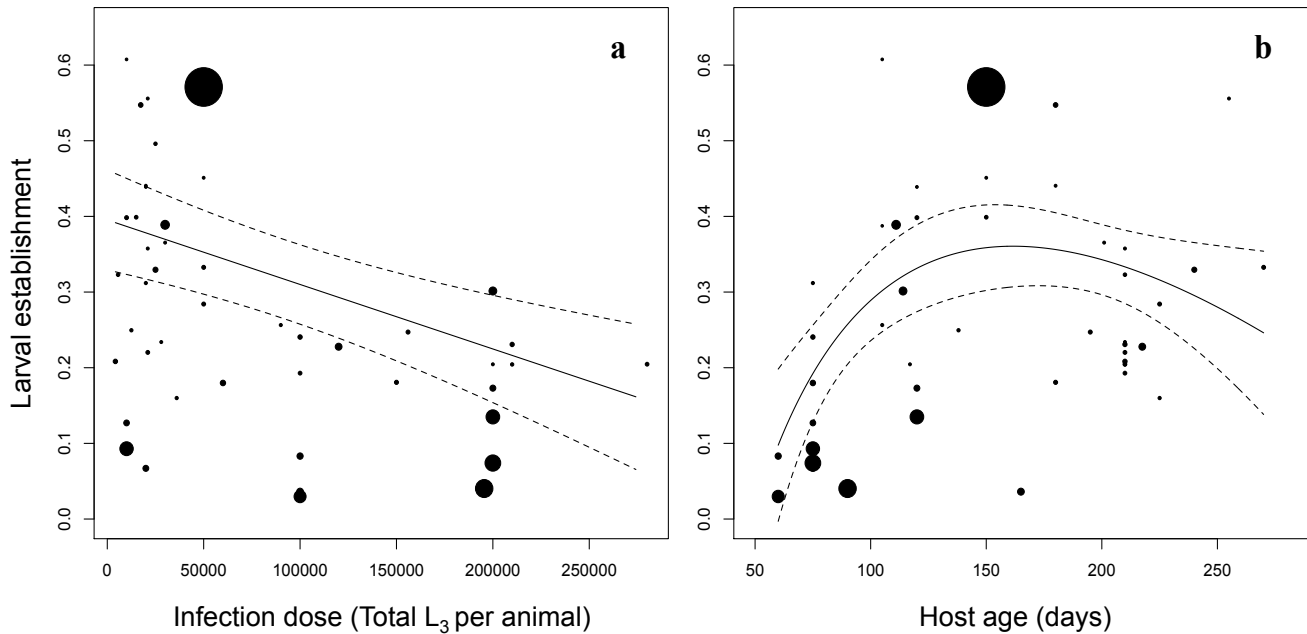 a
b
Larval establishment
0.6
0.5
0.4
0.3
0.2
0.1
0.0
0 50000 100000 150000 200000 250000
Infection dose (Total L₃ per animal)
0.6
0.5
0.4
0.3
0.2
0.1
0.0
50 100 150 200 250
Host age (days)